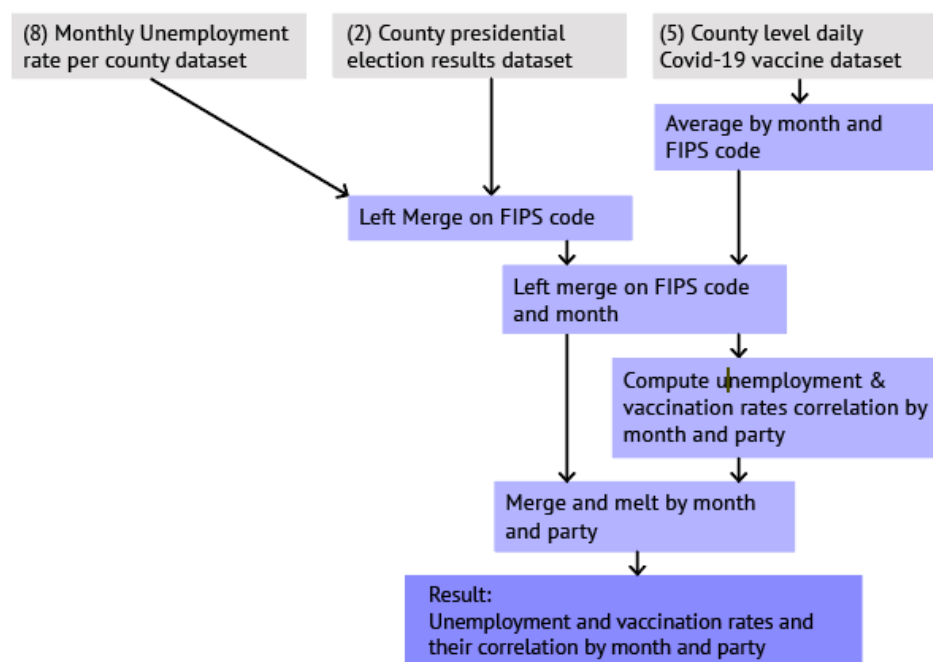 (8) Monthly Unemployment
rate per county dataset
(2) County presidential
election results dataset
(5) County level daily
Covid-19 vaccine dataset
Average by month and
FIPS code
Left Merge on FIPS code
Left merge on FIPS code
and month
Compute unemployment &
vaccination rates correlation by
month and party
Merge and melt by month
and party
Result:
Unemployment and vaccination rates and
their correlation by month and party